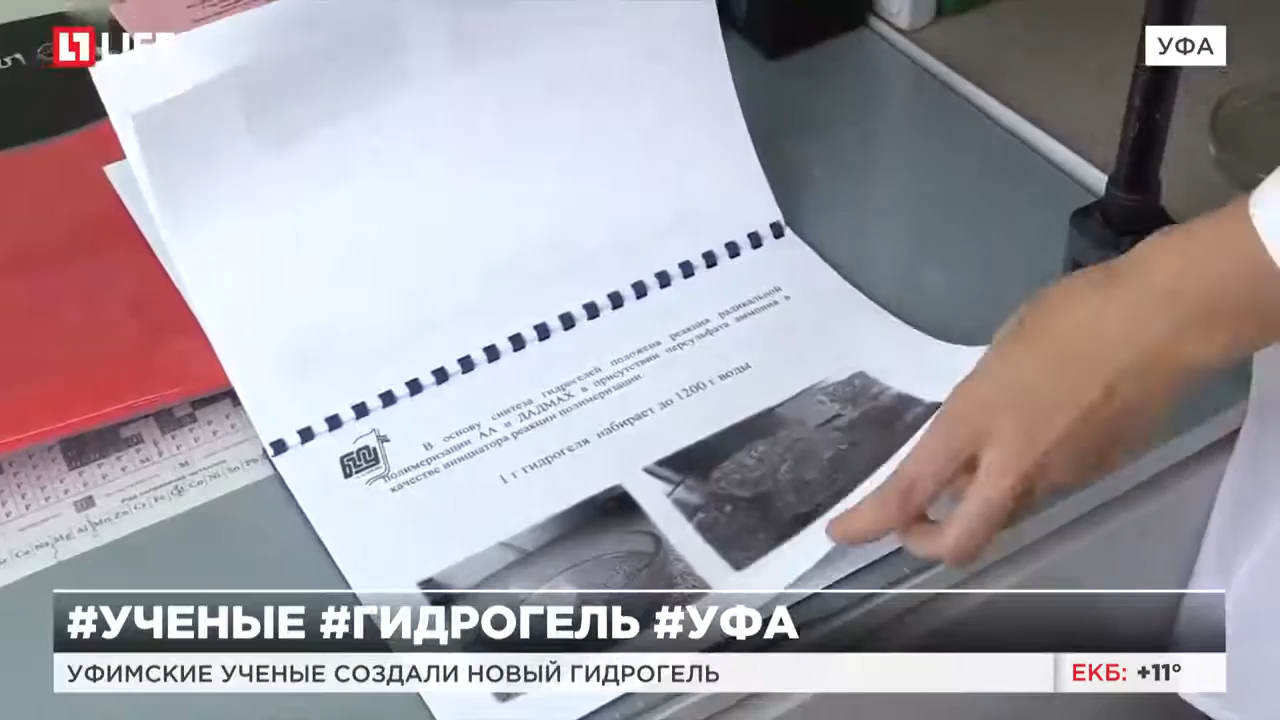 LIFE
УФА
В основу синтеза гидрогелей положена реакция радикальной
полимеризации АА и ДАДМАХ в присутствии персульфата аммония в
качестве инициатора реакции полимеризации.
1 г гидрогеля набирает до 1200 г воды
#УЧЕНЫЕ #ГИДРОГЕЛЬ #УФА
УФИМСКИЕ УЧЕНЫЕ СОЗДАЛИ НОВЫЙ ГИДРОГЕЛЬ
ЕКБ: +11°